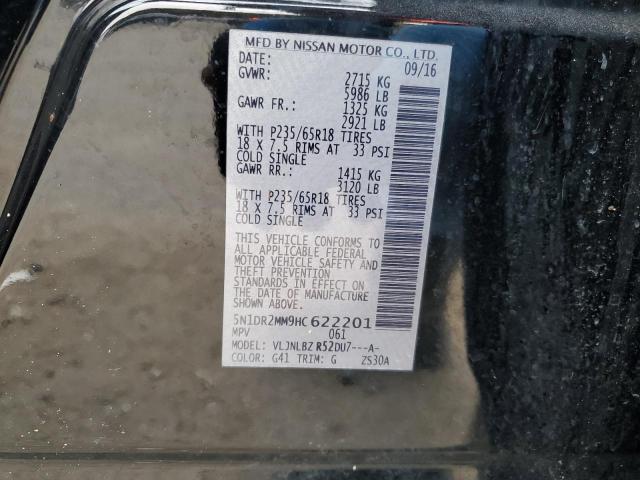 MFD BY NISSAN MOTOR CO., LTD.
DATE: 09/16
GVWR: 2715 KG
5986 LB
GAWR FR.: 1325 KG
2921 LB
WITH P235/65R18 TIRES
18 X 7.5 RIMS AT 33 PSI
COLD SINGLE
GAWR RR.: 1415 KG
3120 LB
WITH P235/65R18 TIRES
18 X 7.5 RIMS AT 33 PSI
COLD SINGLE
THIS VEHICLE CONFORMS TO
ALL APPLICABLE FEDERAL
MOTOR VEHICLE SAFETY AND
THEFT PREVENTION
STANDARDS IN EFFECT ON
THE DATE OF MANUFACTURE
SHOWN ABOVE.
5N1DR2MM9HC622201
MPV 061
MODEL: VLJNLBZ R52DU7---A-
COLOR: G41 TRIM: G ZS30A